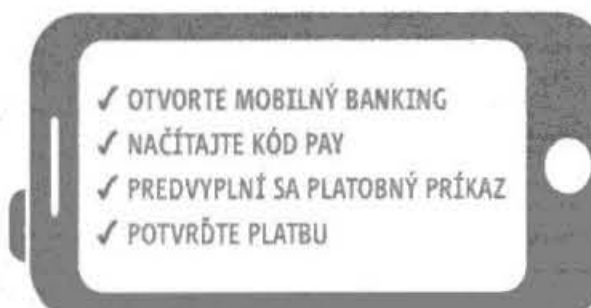 ✓ OTVORTE MOBILNÝ BANKING
✓ NAČÍTAJTE KÓD PAY
✓ PREDVYPLNÍ SA PLATOBNÝ PRÍKAZ
✓ POTVRĎTE PLATBU